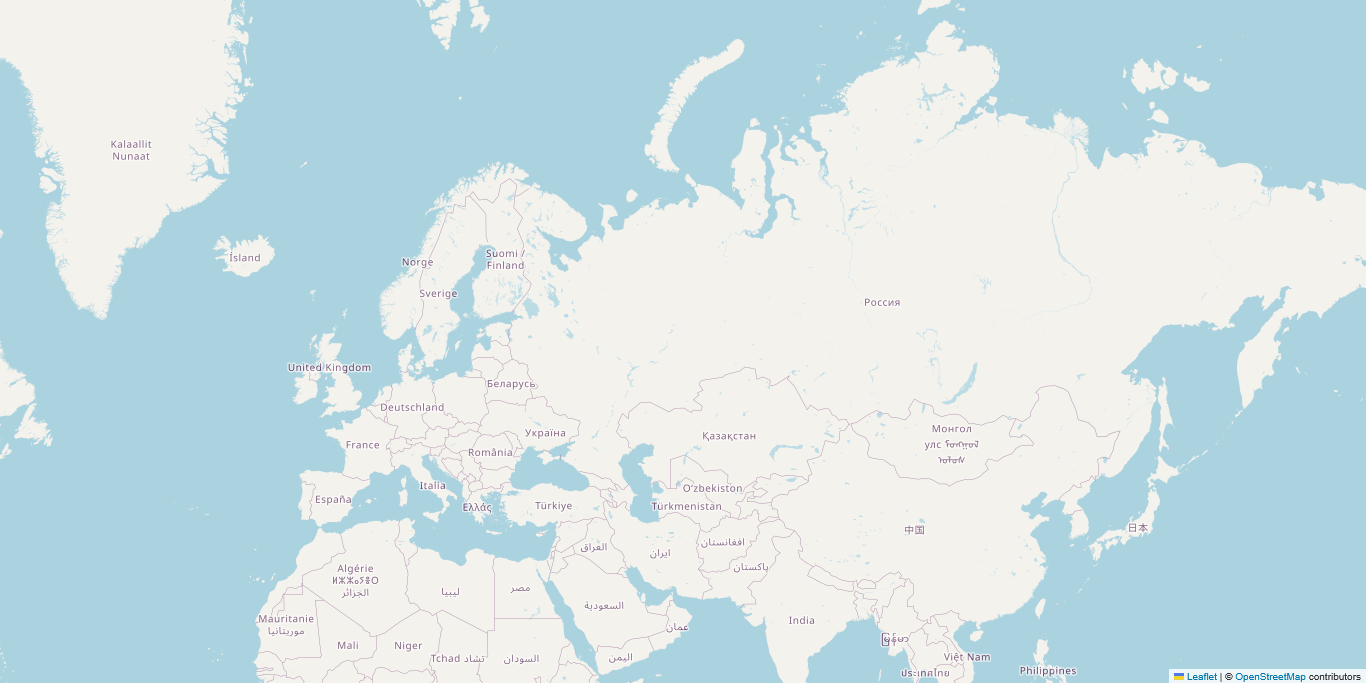 Kalaallit
Nunaat
Ísland
Norge
Suomi /
Finland
Sverige
Россия
United Kingdom
Беларусь
Deutschland
Україна
France
România
Қазақстан
Монгол
улс
Italia
España
Ελλάς
Türkiye
Oʻzbekiston
Türkmenistan
中国
日本
العراق
ایران
افغانستان
پاکستان
Algérie
ⵍⵣⵣⴰⵢⴻⵔ
الجزائر
ليبيا
مصر
السعودية
عمان
India
Mauritanie
موريتانيا
Mali
Niger
Tchad تشاد
السودان
اليمن
မြန်မာ
Việt Nam
ประเทศไทย
Philippines
Leaflet | © OpenStreetMap contributors